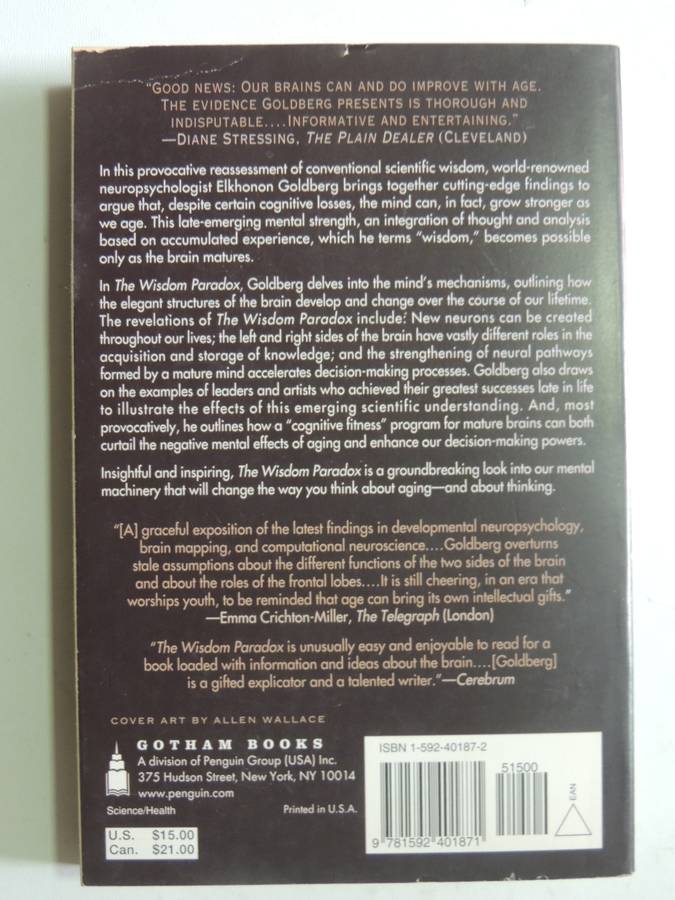 "GOOD NEWS: OUR BRAINS CAN AND DO IMPROVE WITH AGE.
THE EVIDENCE GOLDBERG PRESENTS IS THOROUGH AND
INDISPUTABLE....INFORMATIVE AND ENTERTAINING."
—DIANE STRESSING, THE PLAIN DEALER (CLEVELAND)
In this provocative reassessment of conventional scientific wisdom, world-renowned
neuropsychologist Elkhonon Goldberg brings together cutting-edge findings to
argue that, despite certain cognitive losses, the mind can, in fact, grow stronger as
we age. This late-emerging mental strength, an integration of thought and analysis
based on accumulated experience, which he terms "wisdom," becomes possible
only as the brain matures.
In The Wisdom Paradox, Goldberg delves into the mind's mechanisms, outlining how
the elegant structures of the brain develop and change over the course of our lifetime.
The revelations of The Wisdom Paradox include: New neurons can be created
throughout our lives; the left and right sides of the brain have vastly different roles in the
acquisition and storage of knowledge; and the strengthening of neural pathways
formed by a mature mind accelerates decision-making processes. Goldberg also draws
on the examples of leaders and artists who achieved their greatest successes late in life
to illustrate the effects of this emerging scientific understanding. And, most
provocatively, he outlines how a "cognitive fitness" program for mature brains can both
curtail the negative mental effects of aging and enhance our decision-making powers.
Insightful and inspiring, The Wisdom Paradox is a groundbreaking look into our mental
machinery that will change the way you think about aging—and about thinking.
"[A] graceful exposition of the latest findings in developmental neuropsychology,
brain mapping, and computational neuroscience....Goldberg overturns
stale assumptions about the different functions of the two sides of the brain
and about the roles of the frontal lobes....It is still cheering, in an era that
worships youth, to be reminded that age can bring its own intellectual gifts."
—Emma Crichton-Miller, The Telegraph (London)
"The Wisdom Paradox is unusually easy and enjoyable to read for a
book loaded with information and ideas about the brain....[Goldberg]
is a gifted explicator and a talented writer."—Cerebrum
COVER ART BY ALLEN WALLACE
GOTHAM BOOKS
A division of Penguin Group (USA) Inc.
375 Hudson Street, New York, NY 10014
www.penguin.com
Science/Health
Printed in U.S.A.
U.S. $15.00
Can. $21.00
ISBN 1-592-40187-2
51500
9 781592 401871
EAN